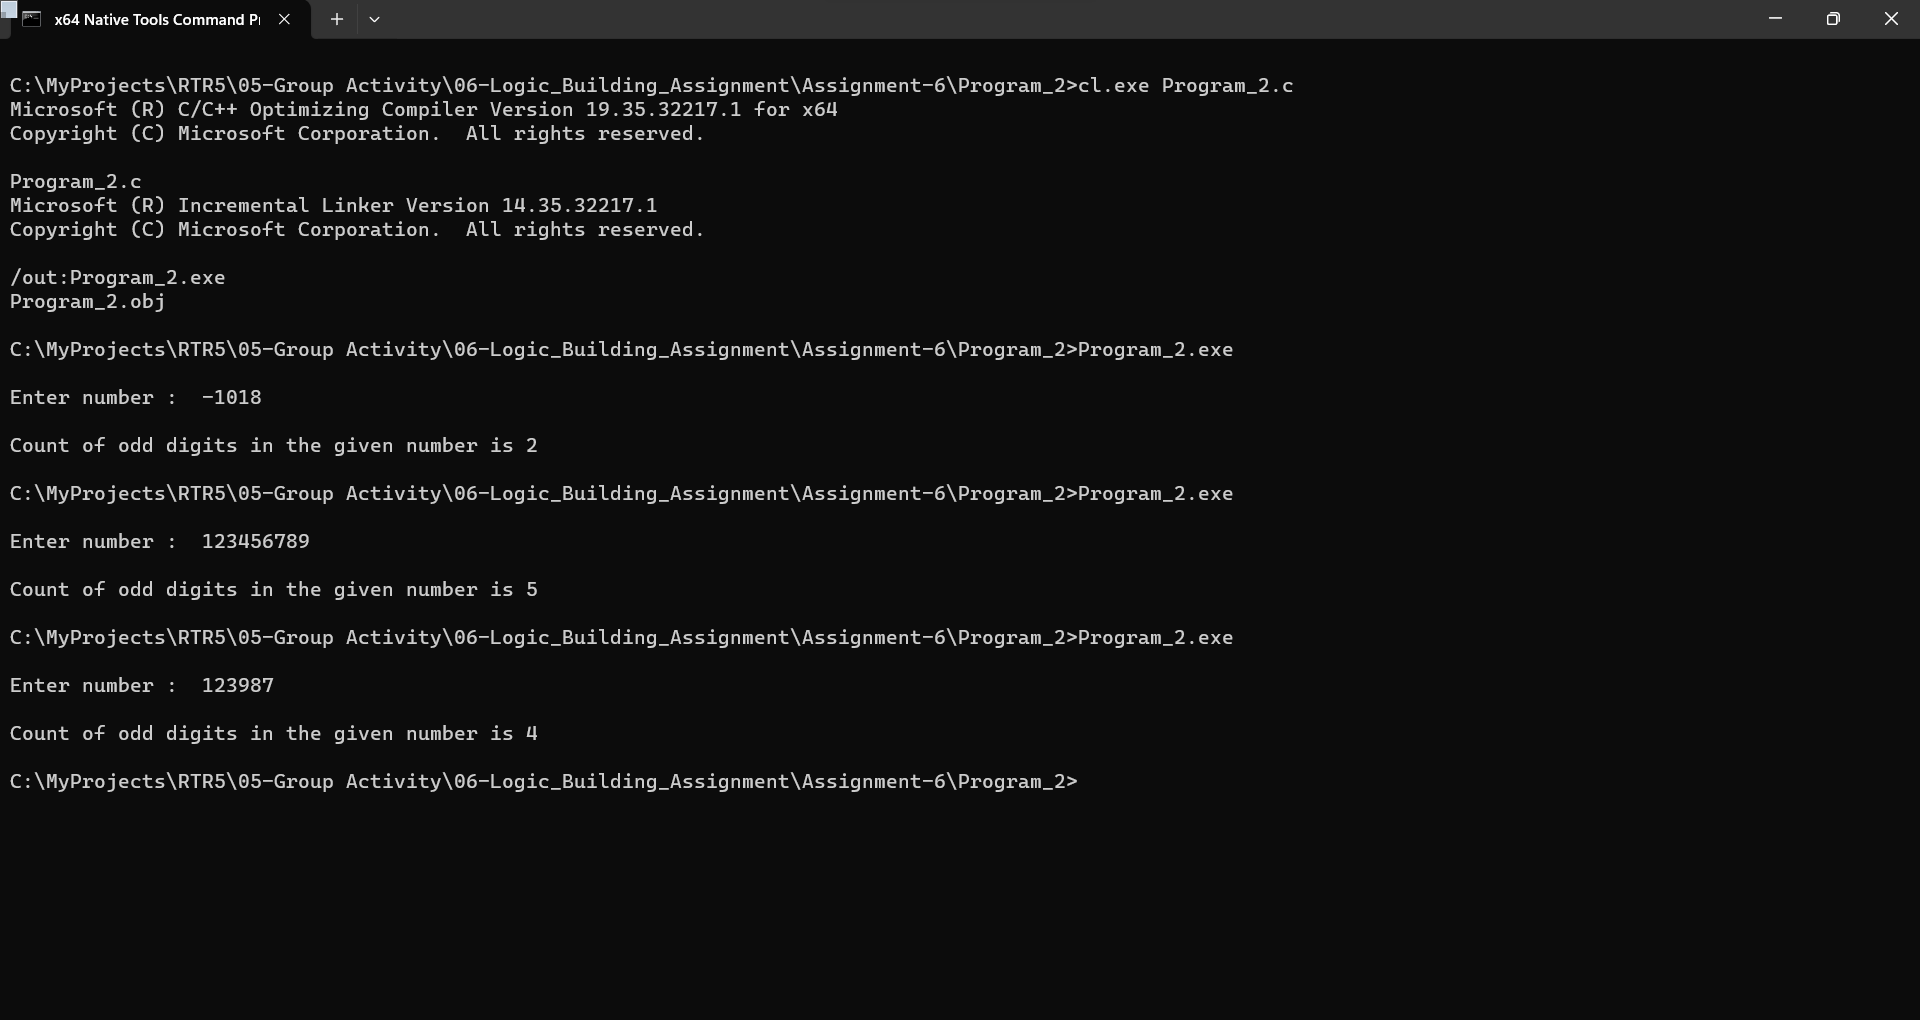 x64 Native Tools Command P
C:\MyProjects\RTR5\05-Group Activity\06-Logic_Building_Assignment\Assignment-6\Program_2>cl.exe Program_2.c
Microsoft (R) C/C++ Optimizing Compiler Version 19.35.32217.1 for x64
Copyright (C) Microsoft Corporation.  All rights reserved.
Program_2.c
Microsoft (R) Incremental Linker Version 14.35.32217.1
Copyright (C) Microsoft Corporation.  All rights reserved.
/out:Program_2.exe
Program_2.obj
C:\MyProjects\RTR5\05-Group Activity\06-Logic_Building_Assignment\Assignment-6\Program_2>Program_2.exe
Enter number :  -1018
Count of odd digits in the given number is 2
C:\MyProjects\RTR5\05-Group Activity\06-Logic_Building_Assignment\Assignment-6\Program_2>Program_2.exe
Enter number :  123456789
Count of odd digits in the given number is 5
C:\MyProjects\RTR5\05-Group Activity\06-Logic_Building_Assignment\Assignment-6\Program_2>Program_2.exe
Enter number :  123987
Count of odd digits in the given number is 4
C:\MyProjects\RTR5\05-Group Activity\06-Logic_Building_Assignment\Assignment-6\Program_2>